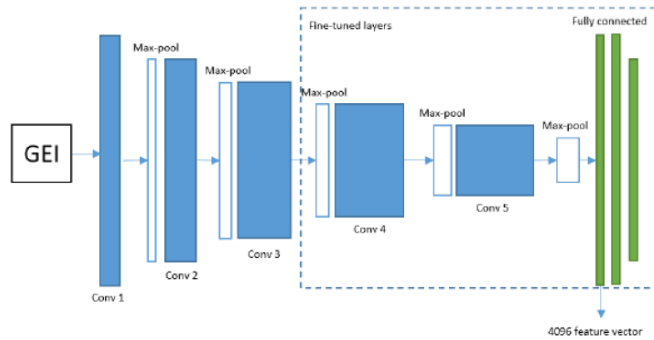 Fine-tuned layers
Fully connected
Max-pool
Max-pool
Max-pool
Max-pool
Max-pool
GEI
Conv 1
Conv 2
Conv 3
Conv 4
Conv 5
4096 feature vector